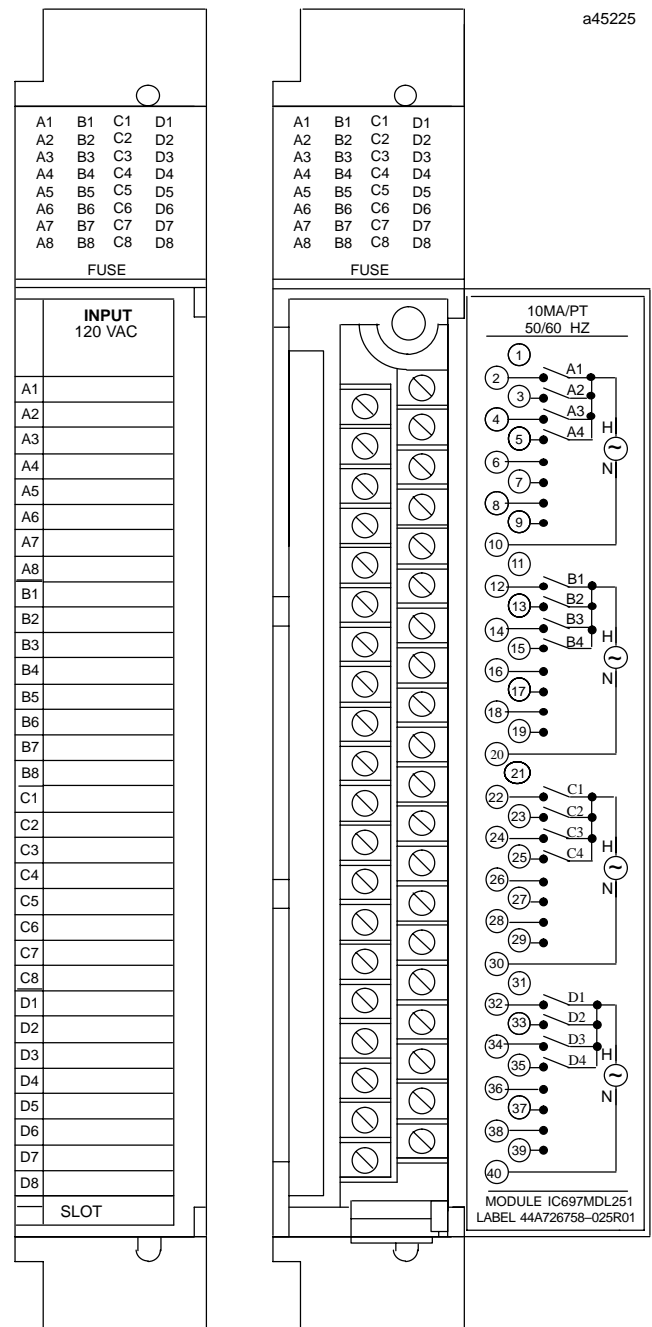 a45225
A1 B1 C1 D1
A2 B2 C2 D2
A3 B3 C3 D3
A4 B4 C4 D4
A5 B5 C5 D5
A6 B6 C6 D6
A7 B7 C7 D7
A8 B8 C8 D8
FUSE
INPUT
120 VAC
A1
A2
A3
A4
A5
A6
A7
A8
B1
B2
B3
B4
B5
B6
B7
B8
C1
C2
C3
C4
C5
C6
C7
C8
D1
D2
D3
D4
D5
D6
D7
D8
SLOT
A1 B1 C1 D1
A2 B2 C2 D2
A3 B3 C3 D3
A4 B4 C4 D4
A5 B5 C5 D5
A6 B6 C6 D6
A7 B7 C7 D7
A8 B8 C8 D8
FUSE
10MA/PT
50/60 HZ
1
2 A1
3 A2
4 A3
5 A4 H
6
7 N
8
9
10
11
12 B1
13 B2
14 B3 H
15 B4
16 N
17
18
19
20
21
22 C1
23 C2
24 C3 H
25 C4
26 N
27
28
29
30
31
32 D1
33 D2
34 D3 H
35 D4
36 N
37
38
39
40
MODULE IC697MDL251
LABEL 44A726758–025R01